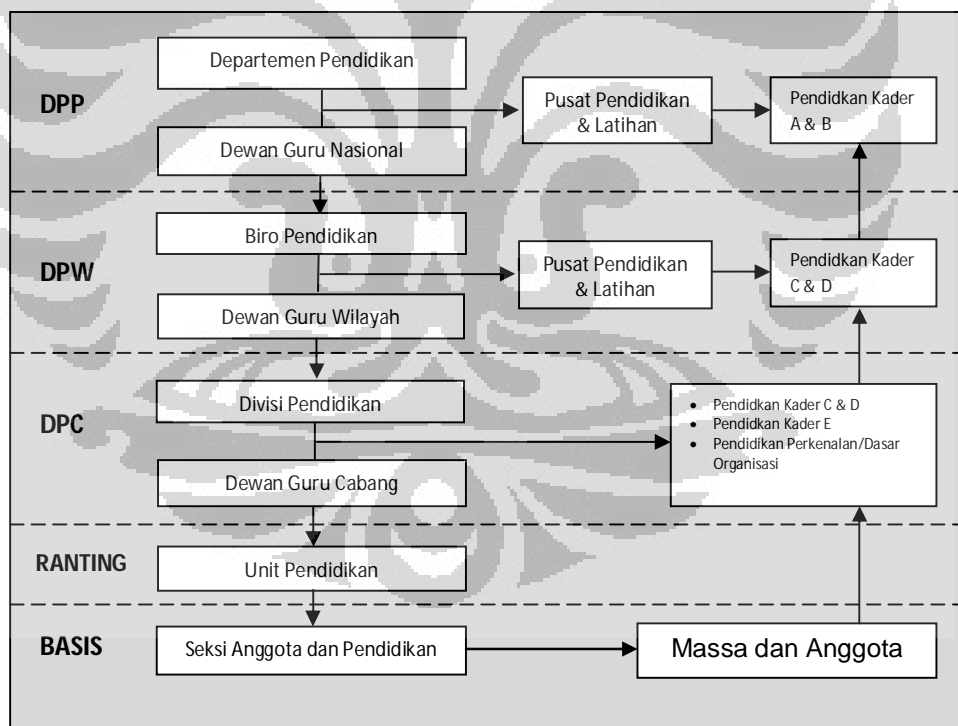 DPP
Departemen Pendidikan
Dewan Guru Nasional
Pusat Pendidikan
& Latihan
Pendidkan Kader
A & B
DPW
Biro Pendidikan
Dewan Guru Wilayah
Pusat Pendidikan
& Latihan
Pendidkan Kader
C & D
DPC
Divisi Pendidikan
Dewan Guru Cabang
• Pendidkan Kader C & D
• Pendidkan Kader E
• Pendidikan Perkenalan/Dasar
Organisasi
RANTING
Unit Pendidikan
BASIS
Seksi Anggota dan Pendidikan
Massa dan Anggota